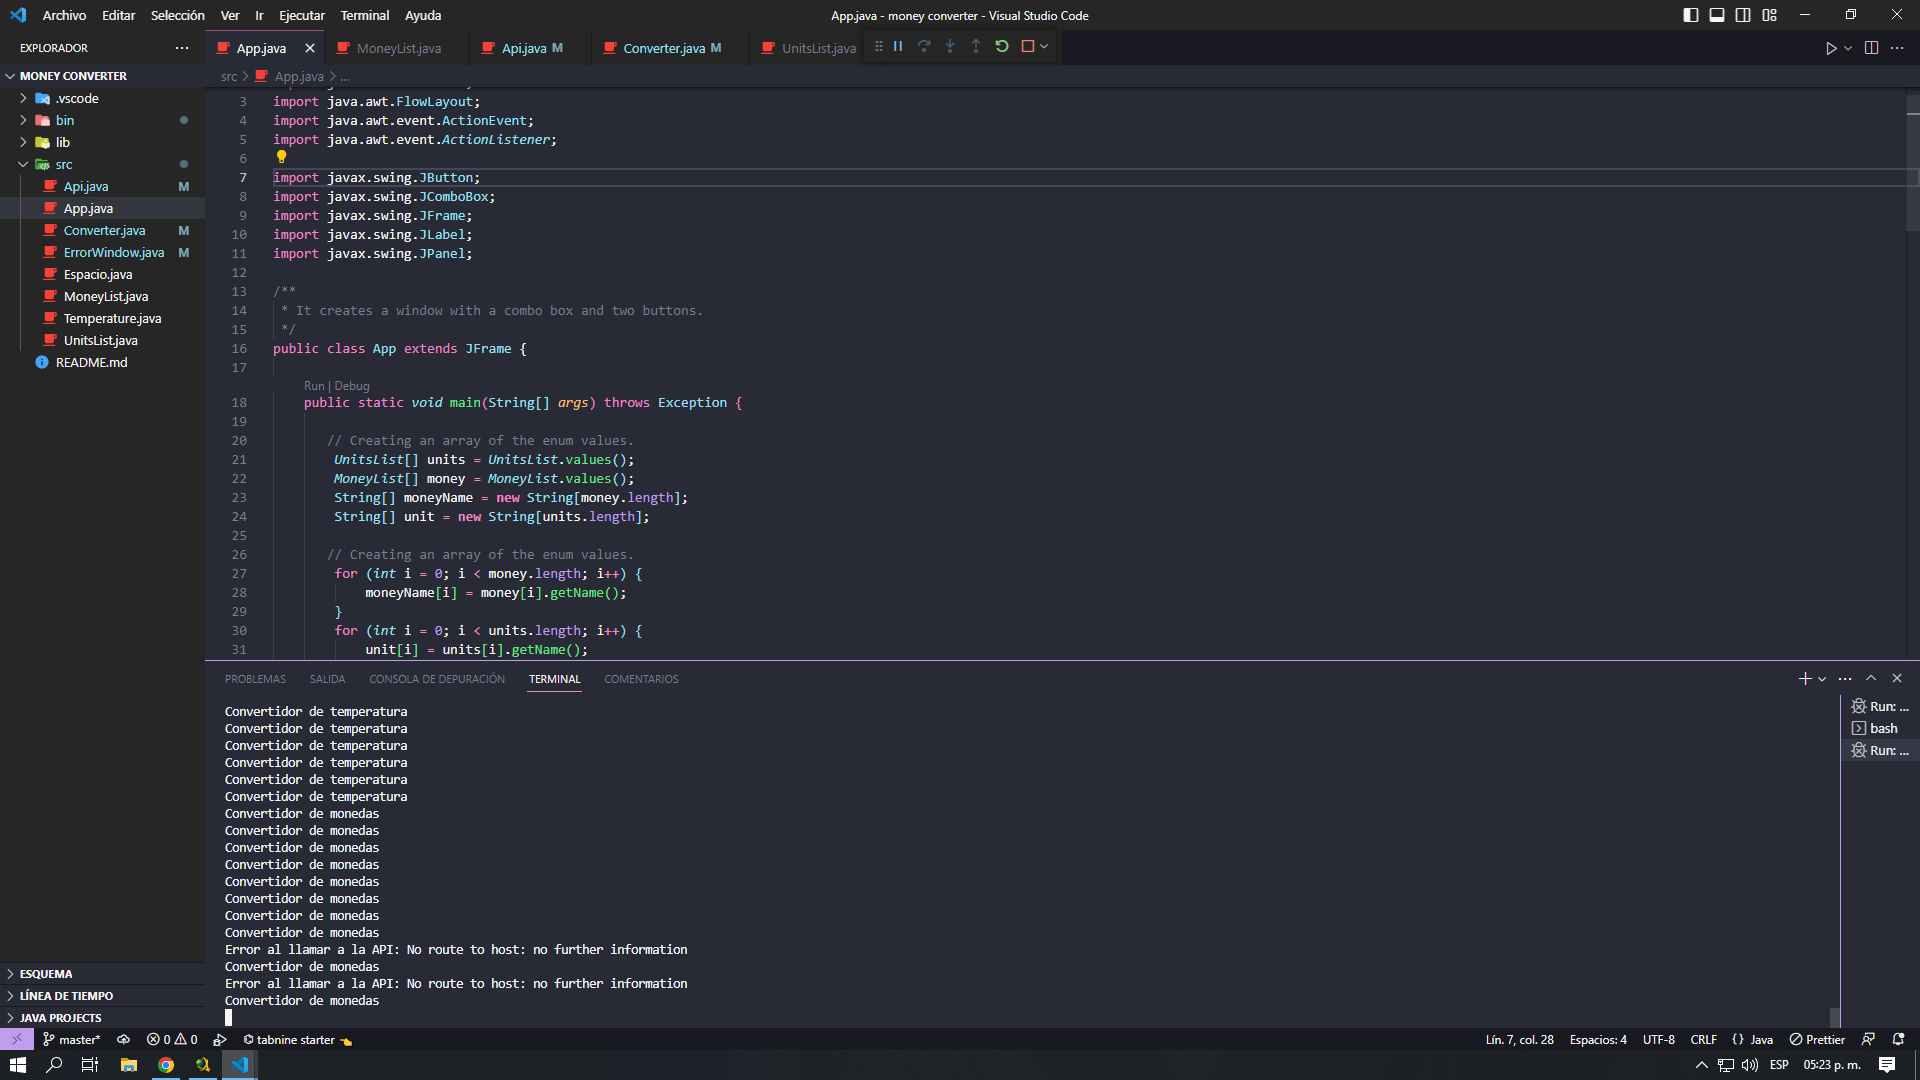 Archivo Editar Selección Ver Ir Ejecutar Terminal Ayuda
App.java - money converter - Visual Studio Code
EXPLORADOR
MONEY CONVERTER
.vscode
bin
lib
src
Api.java M
App.java
Converter.java M
ErrorWindow.java M
Espacio.java
MoneyList.java
Temperature.java
UnitsList.java
README.md
ESQUEMA
LÍNEA DE TIEMPO
JAVA PROJECTS
App.java MoneyList.java Api.java M Converter.java M UnitsList.java
src > App.java > ...
3 import java.awt.FlowLayout;
4 import java.awt.event.ActionEvent;
5 import java.awt.event.ActionListener;
6
7 import javax.swing.JButton;
8 import javax.swing.JComboBox;
9 import javax.swing.JFrame;
10 import javax.swing.JLabel;
11 import javax.swing.JPanel;
12
13 /**
14 * It creates a window with a combo box and two buttons.
15 */
16 public class App extends JFrame {
17
Run | Debug
18 public static void main(String[] args) throws Exception {
19
20 // Creating an array of the enum values.
21 UnitsList[] units = UnitsList.values();
22 MoneyList[] money = MoneyList.values();
23 String[] moneyName = new String[money.length];
24 String[] unit = new String[units.length];
25
26 // Creating an array of the enum values.
27 for (int i = 0; i < money.length; i++) {
28 moneyName[i] = money[i].getName();
29 }
30 for (int i = 0; i < units.length; i++) {
31 unit[i] = units[i].getName();
PROBLEMAS SALIDA CONSOLA DE DEPURACIÓN TERMINAL COMENTARIOS
Convertidor de temperatura
Convertidor de temperatura
Convertidor de temperatura
Convertidor de temperatura
Convertidor de temperatura
Convertidor de temperatura
Convertidor de monedas
Convertidor de monedas
Convertidor de monedas
Convertidor de monedas
Convertidor de monedas
Convertidor de monedas
Convertidor de monedas
Convertidor de monedas
Error al llamar a la API: No route to host: no further information
Convertidor de monedas
Error al llamar a la API: No route to host: no further information
Convertidor de monedas
Run: ...
bash
Run: ...
master* 0 0 tabnine starter
Lín. 7, col. 28 Espacios: 4 UTF-8 CRLF {} Java Prettier
ESP 05:23 p. m.